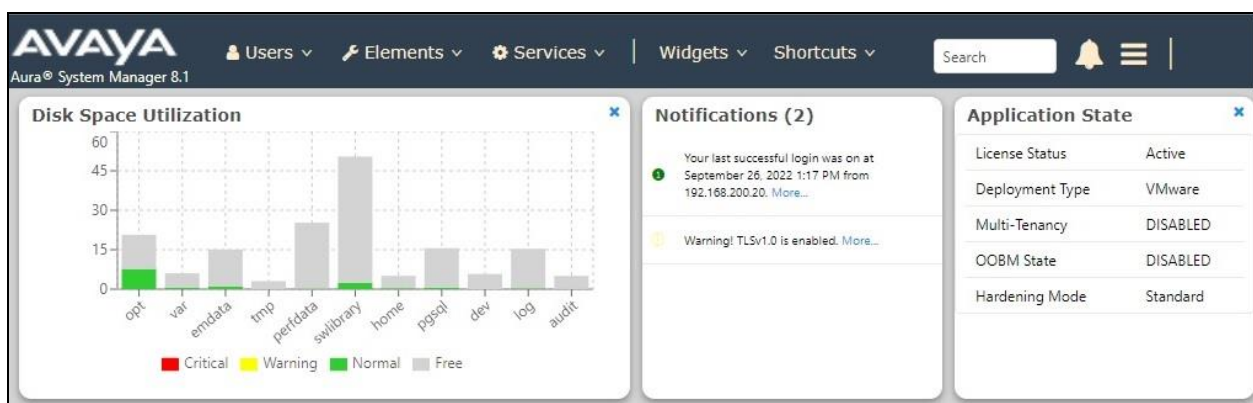 AVAYA
Aura® System Manager 8.1
Users
Elements
Services
Widgets
Shortcuts
Search
Disk Space Utilization
60
45
30
15
0
opt
var
emdata
tmp
perfdata
swlibrary
home
pgsql
dev
log
audit
Critical
Warning
Normal
Free
Notifications (2)
Your last successful login was on at
September 26, 2022 1:17 PM from
192.168.200.20. More...
Warning! TLSv1.0 is enabled. More...
Application State
License Status Active
Deployment Type VMware
Multi-Tenancy DISABLED
OOBM State DISABLED
Hardening Mode Standard